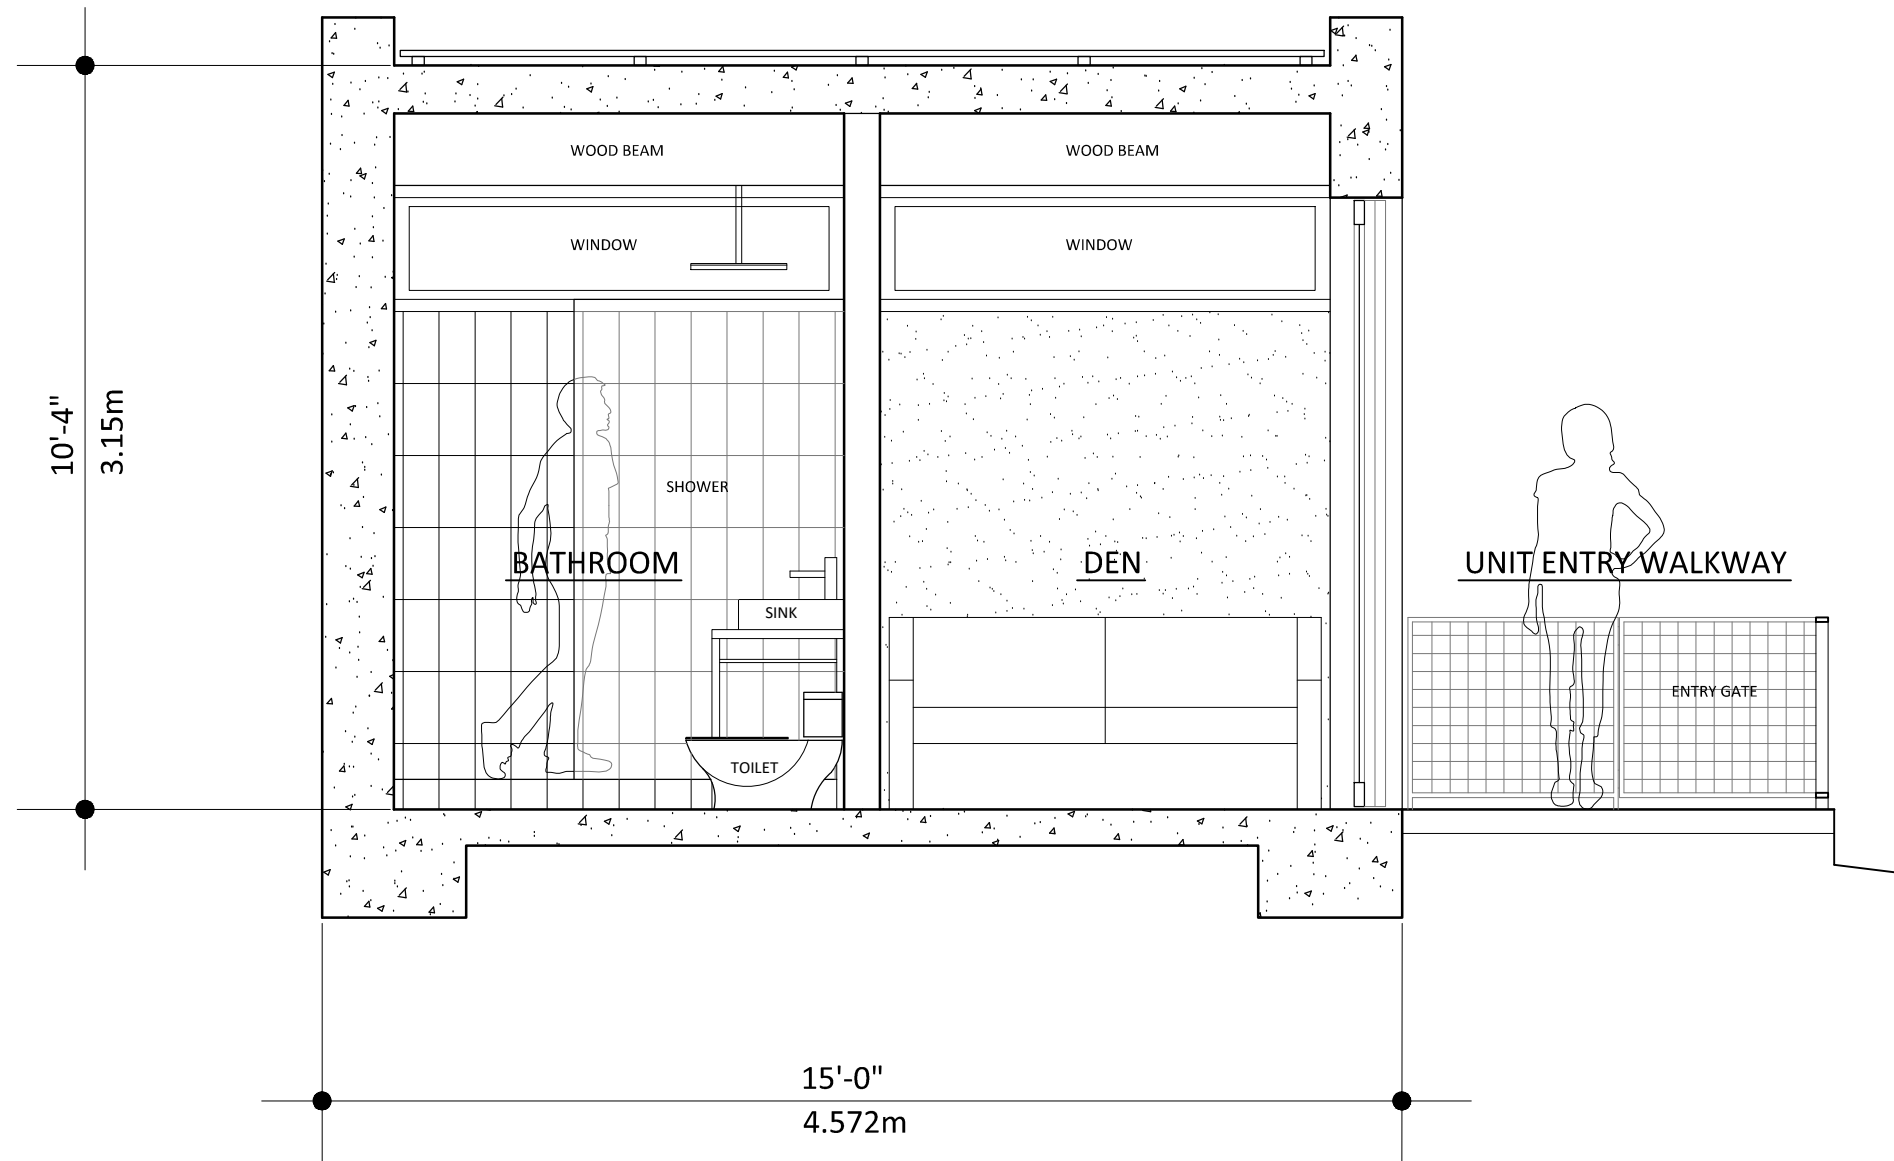 WOOD BEAM
WOOD BEAM
WINDOW
WINDOW
10'-4"
3.15m
SHOWER
BATHROOM
DEN
UNIT ENTRY WALKWAY
SINK
ENTRY GATE
TOILET
15'-0"
4.572m